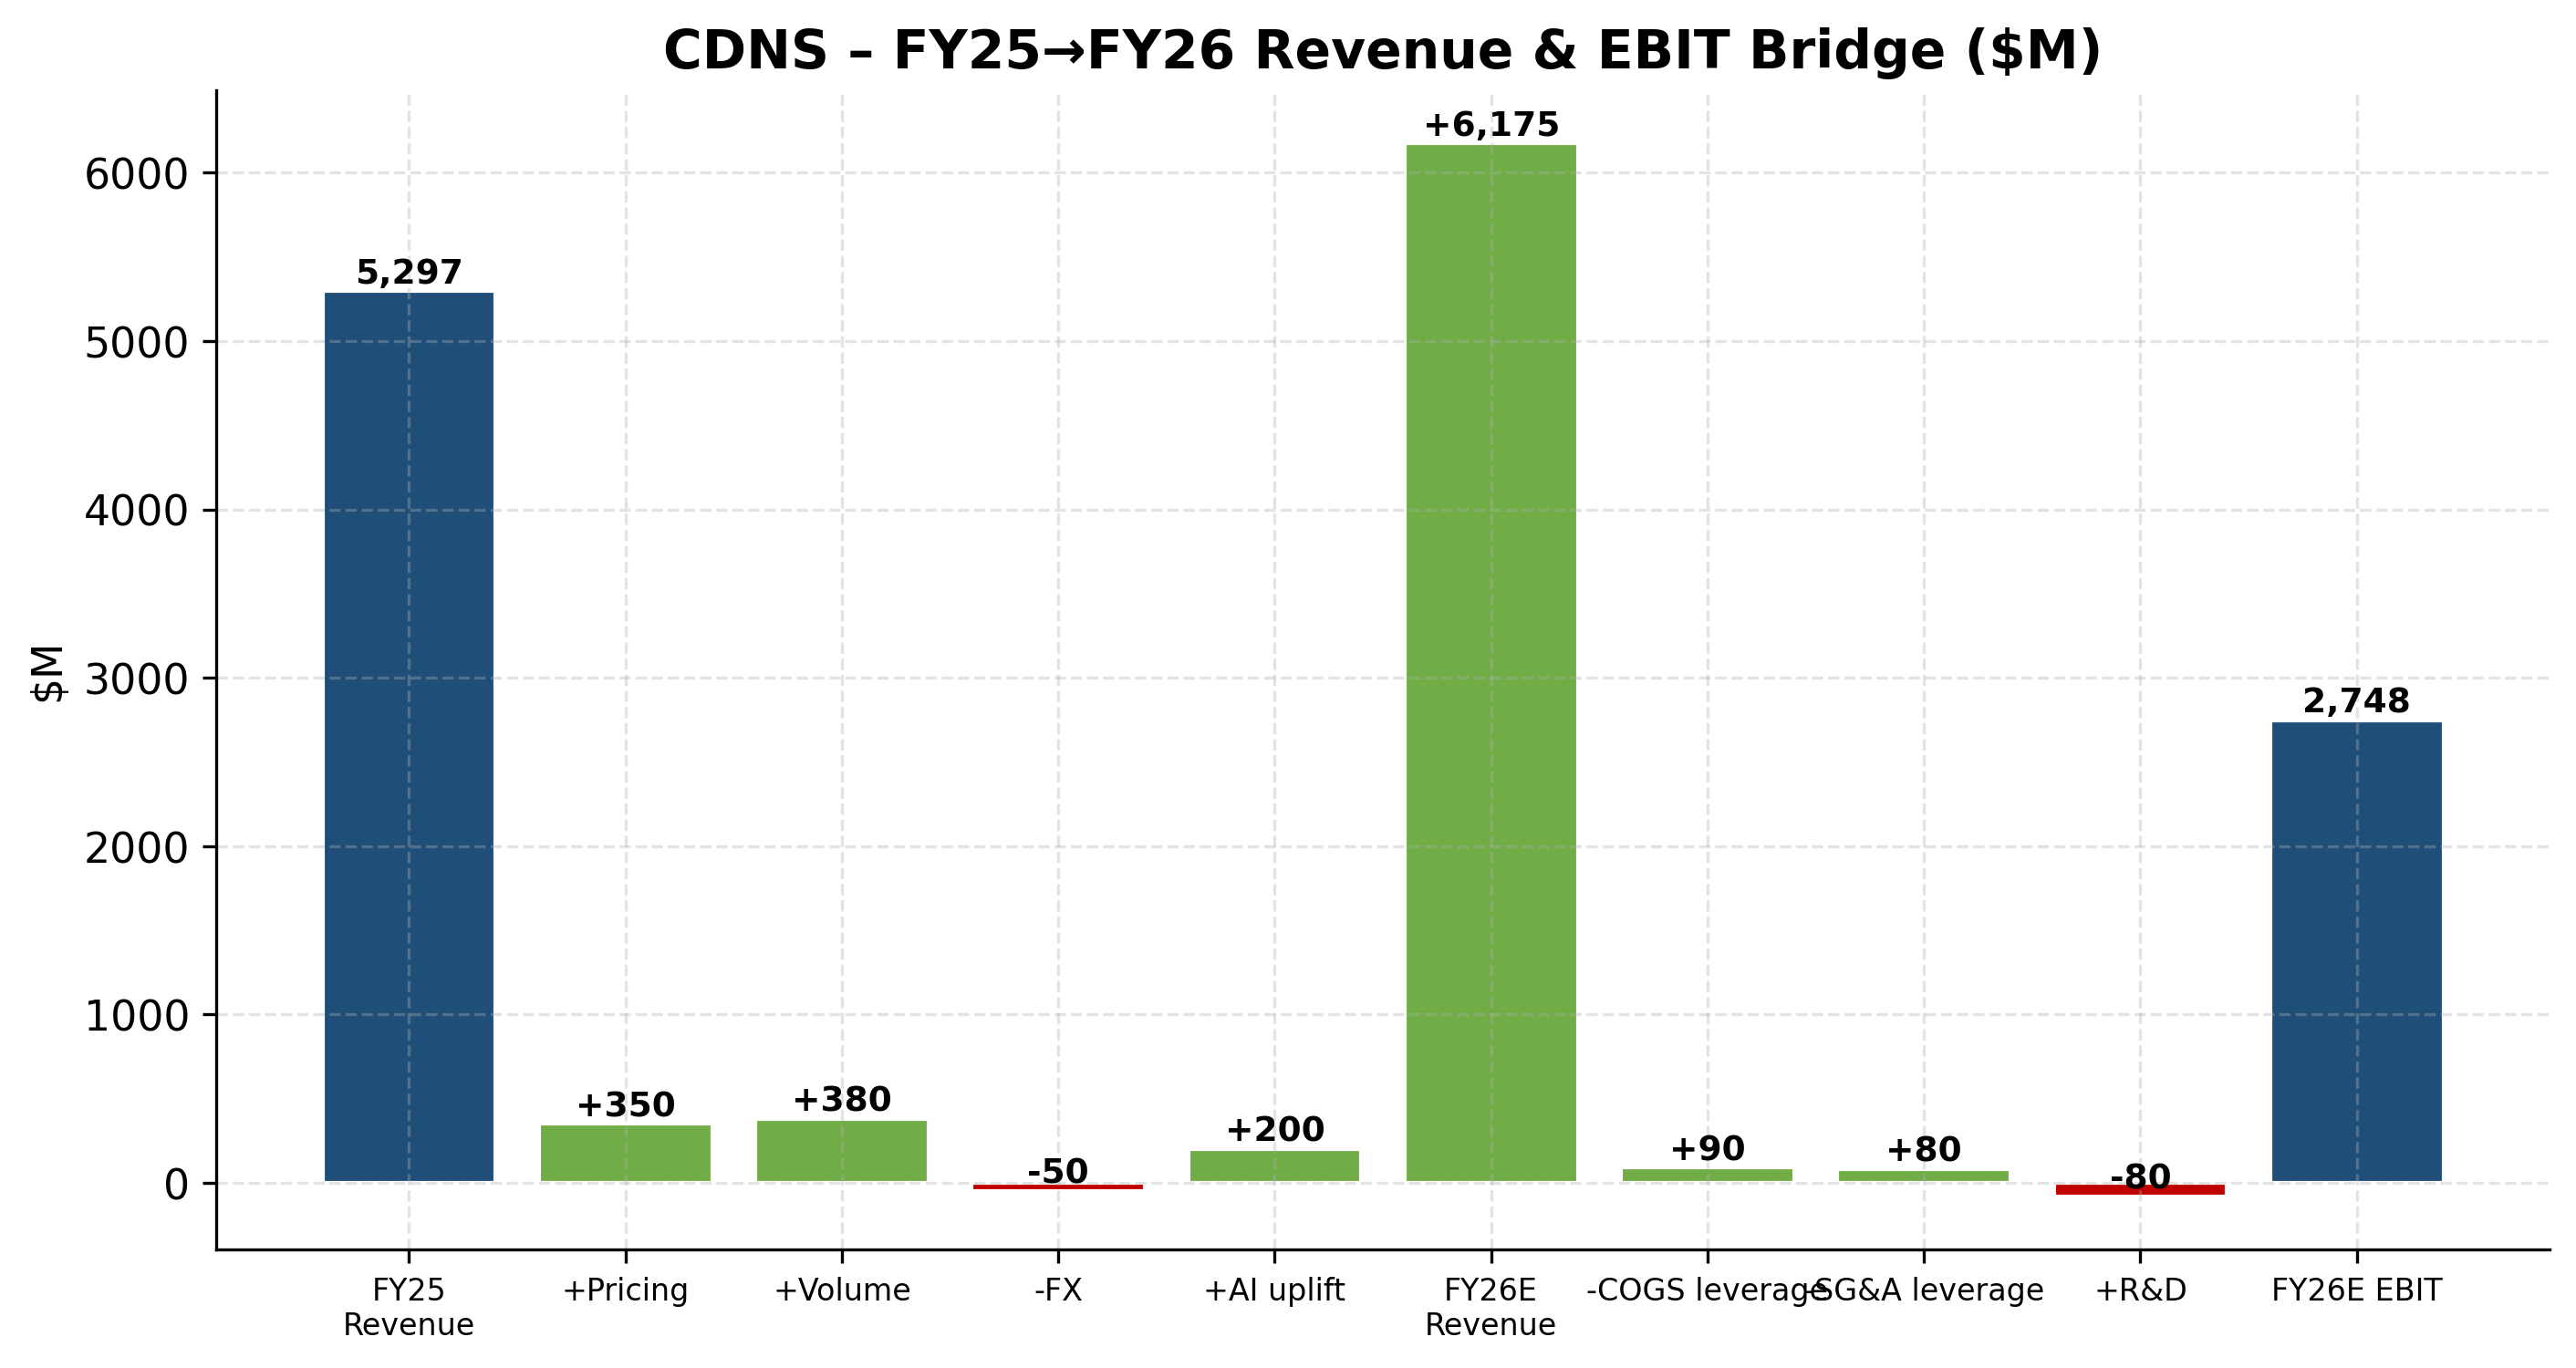 CDNS – FY25→FY26 Revenue & EBIT Bridge ($M)
$M
6000
5000
4000
3000
2000
1000
0
5,297
+350
+380
-50
+200
+6,175
+90
+80
-80
2,748
FY25
Revenue
+Pricing
+Volume
-FX
+AI uplift
FY26E
Revenue
-COGS leverage
-SG&A leverage
+R&D
FY26E EBIT